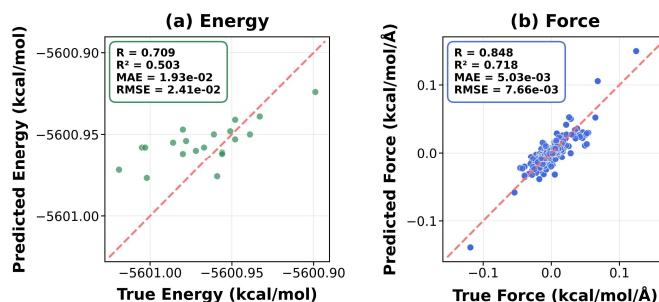 (a) Energy
R = 0.709
R² = 0.503
MAE = 1.93e-02
RMSE = 2.41e-02
Predicted Energy (kcal/mol)
−5600.90
−5600.95
−5601.00
−5601.00
−5600.95
−5600.90
True Energy (kcal/mol)
(b) Force
R = 0.848
R² = 0.718
MAE = 5.03e-03
RMSE = 7.66e-03
Predicted Force (kcal/mol/Å)
0.1
0.0
−0.1
−0.1
0.0
0.1
True Force (kcal/mol/Å)